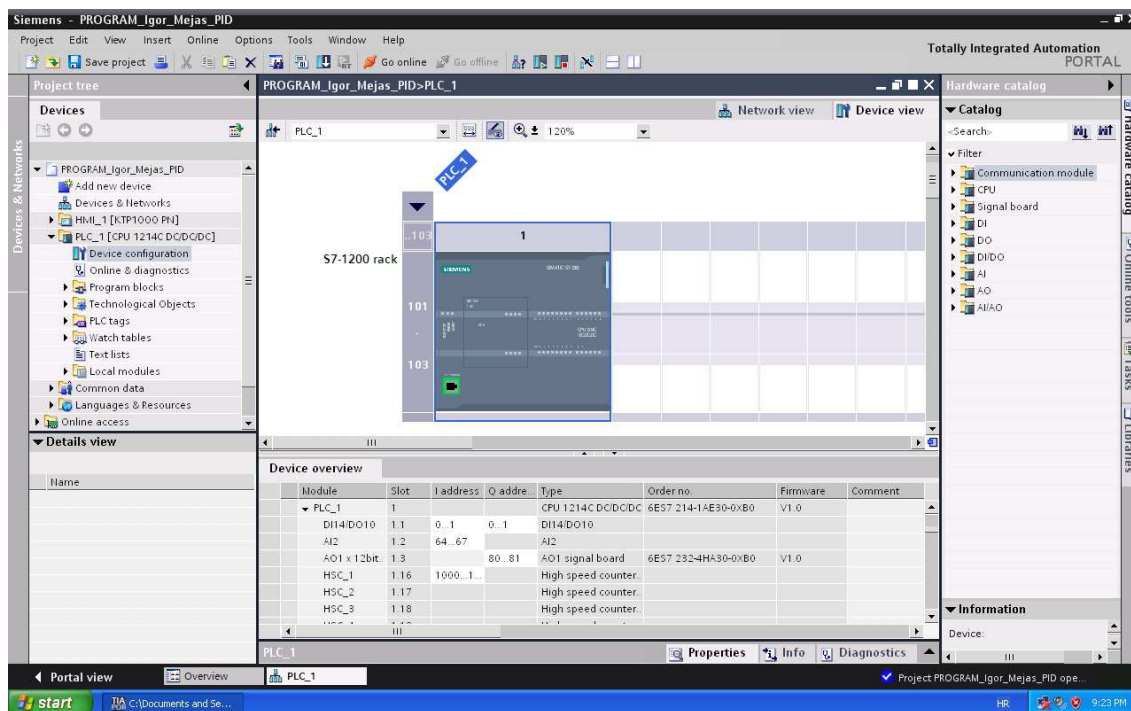 Siemens - PROGRAM_Igor_Mejas_PID
Project Edit View Insert Online Options Tools Window Help
Totally Integrated Automation
PORTAL
Save project Go online Go offline
Project tree
PROGRAM_Igor_Mejas_PID>PLC_1
Hardware catalog
Devices
Network view Device view
Catalog
PLC_1 120%
<Search>
Filter
PROGRAM_Igor_Mejas_PID
Add new device
Devices & Networks
HMI_1 [KTP1000 PN]
PLC_1 [CPU 1214C DC/DC/DC]
Device configuration
Online & diagnostics
Program blocks
Technological Objects
PLC tags
Watch tables
Text lists
Local modules
Common data
Languages & Resources
Online access
Details view
Name
Devices & Networks
PLC_1
..103 1
S7-1200 rack
SIEMENS
101
-
103
Communication module
CPU
Signal board
DI
DO
DI/DO
AI
AO
AI/AO
Hardware catalog
Online tools
Tasks
Libraries
Device overview
Module Slot I address Q addre.. Type Order no. Firmware Comment
PLC_1 1 CPU 1214C DC/DC/DC 6ES7 214-1AE30-0XB0 V1.0
DI14/DO10 1.1 0...1 0...1 DI14/DO10
AI2 1.2 64...67 AI2
AO1 x 12bit.. 1.3 80...81 AO1 signal board 6ES7 232-4HA30-0XB0 V1.0
HSC_1 1.16 1000...1... High speed counter..
HSC_2 1.17 High speed counter..
HSC_3 1.18 High speed counter..
Information
Device:
PLC_1 Properties Info Diagnostics
Portal view Overview PLC_1 Project PROGRAM_Igor_Mejas_PID ope...
start C:\Documents and Se... HR 9:23 PM